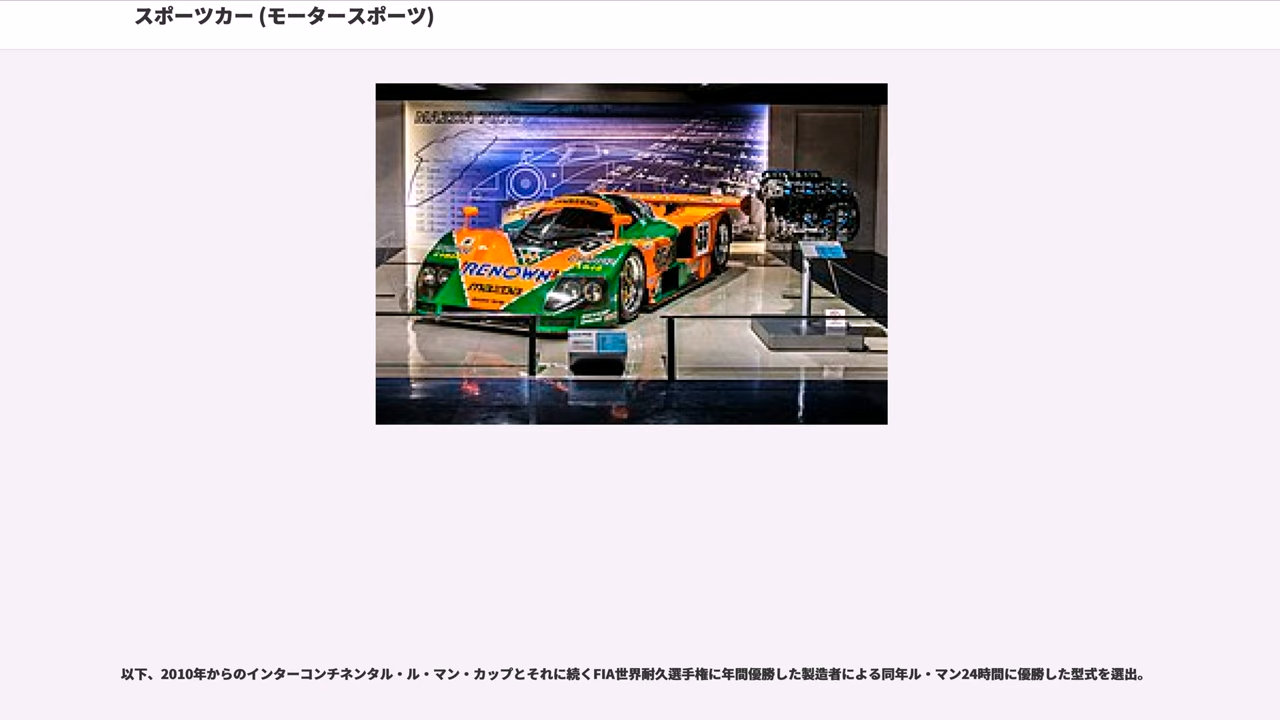 スポーツカー (モータースポーツ)
RENOWN
mazda
55
以下、2010年からのインターコンチネンタル・ル・マン・カップとそれに続くFIA世界耐久選手権に年間優勝した製造者による同年ル・マン24時間に優勝した型式を選出。